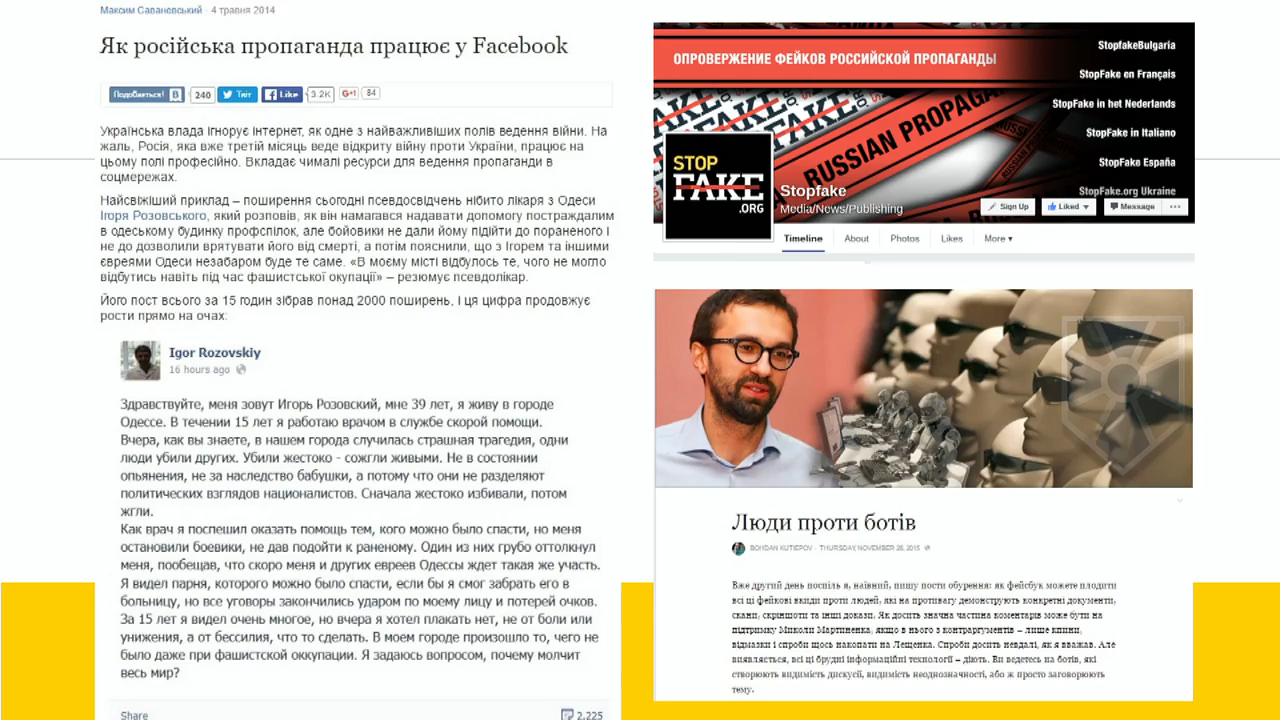 Максим Саваневський · 4 травня 2014
Як російська пропаганда працює у Facebook
Подобається! B 240 Твіт Like 3.2K G+1 84
Українська влада ігнорує інтернет, як одне з найважливіших полів ведення війни. На
жаль, Росія, яка вже третій місяць веде відкриту війну проти України, працює на
цьому полі професійно. Вкладає чималі ресурси для ведення пропаганди в
соцмережах.
Найсвіжіший приклад – поширення сьогодні псевдосвідчень нібито лікаря з Одеси
Ігоря Розовського, який розповів, як він намагався надавати допомогу постраждалим
в одеському будинку профспілок, але бойовики не дали йому підійти до пораненого і
не до дозволили врятувати його від смерті, а потім пояснили, що з Ігорем та іншими
євреями Одеси незабаром буде те саме. «В моєму місті відбулось те, чого не могло
відбутись навіть під час фашистської окупації» – резюмує псевдолікар.
Його пост всього за 15 годин зібрав понад 2000 поширень, і ця цифра продовжує
рости прямо на очах:
Igor Rozovskiy
16 hours ago
Здравствуйте, меня зовут Игорь Розовский, мне 39 лет, я живу в городе
Одессе. В течении 15 лет я работаю врачом в службе скорой помощи.
Вчера, как вы знаете, в нашем города случилась страшная трагедия, одни
люди убили других. Убили жестоко - сожгли живыми. Не в состоянии
опьянения, не за наследство бабушки, а потому что они не разделяют
политических взглядов националистов. Сначала жестоко избивали, потом
жгли.
Как врач я поспешил оказать помощь тем, кого можно было спасти, но меня
остановили боевики, не дав подойти к раненому. Один из них грубо оттолкнул
меня, пообещав, что скоро меня и других евреев Одессы ждет такая же участь.
Я видел парня, которого можно было спасти, если бы я смог забрать его в
больницу, но все уговоры закончились ударом по моему лицу и потерей очков.
За 15 лет я видел очень многое, но вчера я хотел плакать нет, не от боли или
унижения, а от бессилия, что то сделать. В моем городе произошло то, чего не
было даже при фашистской оккупации. Я задаюсь вопросом, почему молчит
весь мир?
Share 2,225
ОПРОВЕРЖЕНИЕ ФЕЙКОВ РОССИЙСКОЙ ПРОПАГАНДЫ
StopfakeBulgaria
StopFake en Français
StopFake in het Nederlands
StopFake in Italiano
StopFake España
StopFake.org Ukraine
RUSSIAN PROPAGAN
STOP
FAKE
.ORG
Stopfake
Media/News/Publishing
Sign Up Liked Message
Timeline About Photos Likes More
Люди проти ботів
BOHDAN KUTIEPOV · THURSDAY, NOVEMBER 26, 2015
Вже другий день поспіль я, наївний, пишу пости обурення: як фейсбук можете плодити
всі ці фейкові вкиди проти людей, які на противагу демонструють конкретні документи,
скани, скріншоти та інші докази. Як досить значна частина коментарів може бути на
підтримку Миколи Мартиненка, якщо в нього з контраргументів – лише кпини,
відмазки і спроби щось накопати на Лещенка. Спроби досить невдалі, як я вважав. Але
виявляється, всі ці брудні інформаційні технології – діють. Ви ведетесь на ботів, які
створюють видимість дискусії, видимість неоднозначності, або ж просто заговорюють
тему.